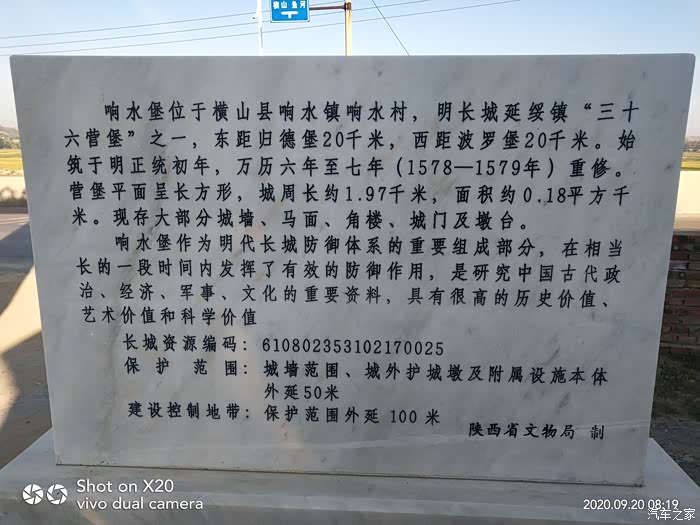 横山 鱼河
响水堡位于横山县响水镇响水村，明长城延绥镇“三十
六营堡”之一，东距归德堡20千米，西距波罗堡20千米。始
筑于明正统初年，万历六年至七年（1578—1579年）重修。
营堡平面呈长方形，城周长约1.97千米，面积约0.18平方千
米。现存大部分城墙、马面、角楼、城门及墩台。
响水堡作为明代长城防御体系的重要组成部分，在相当
长的一段时间内发挥了有效的防御作用，是研究中国古代政
治、经济、军事、文化的重要资料，具有很高的历史价值、
艺术价值和科学价值
长城资源编码：610802353102170025
保护 范围：城墙范围、城外护城墩及附属设施本体
外延50米
建设控制地带：保护范围外延 100 米
陕西省文物局 制
Shot on X20
vivo dual camera
2020.09.20 08:19
汽车之家